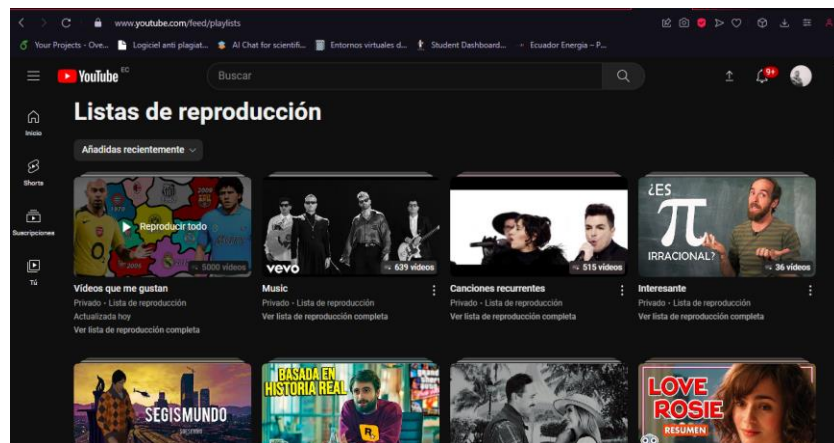 www.youtube.com/feed/playlists
Your Projects - Ove... Logiciel anti plagiat... AI Chat for scientifi... Entornos virtuales d... Student Dashboard... Ecuador Energia – P...
YouTube EC
Buscar
9+
Listas de reproducción
Inicio
Añadidas recientemente
Shorts
Suscripciones
Tú
Reproducir todo
5000 vídeos
vevo
639 vídeos
515 vídeos
¿ES
π
IRRACIONAL?
36 vídeos
Vídeos que me gustan
Privado • Lista de reproducción
Actualizada hoy
Ver lista de reproducción completa
Music
Privado • Lista de reproducción
Ver lista de reproducción completa
Canciones recurrentes
Privado • Lista de reproducción
Ver lista de reproducción completa
Interesante
Privado • Lista de reproducción
Ver lista de reproducción completa
SEGISMUNDO
BASADA EN
HISTORIA REAL
LOVE
ROSIE
RESUMEN